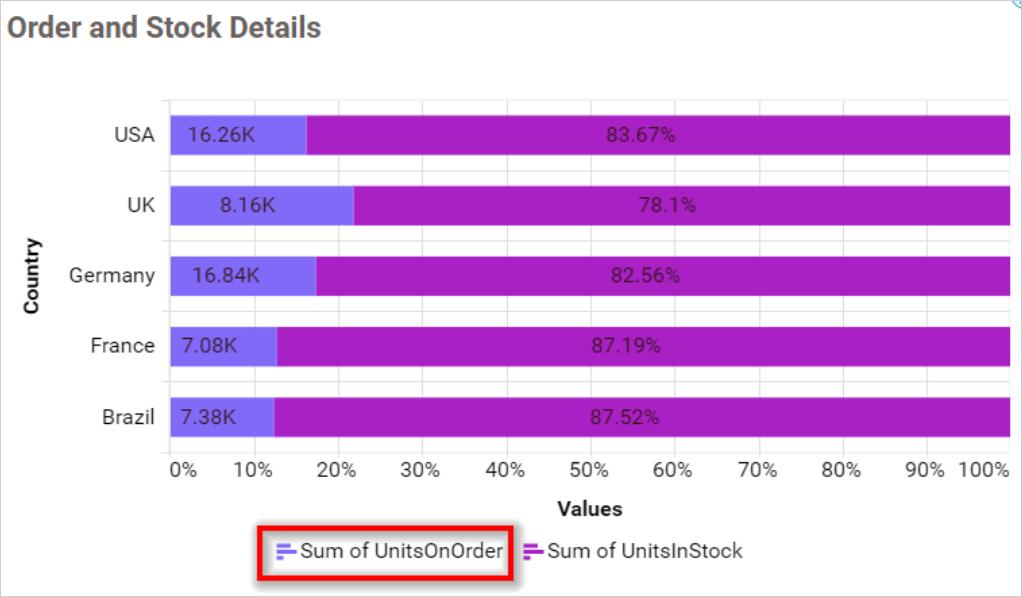 Order and Stock Details
USA 16.26K 83.67%
UK 8.16K 78.1%
Country
Germany 16.84K 82.56%
France 7.08K 87.19%
Brazil 7.38K 87.52%
0% 10% 20% 30% 40% 50% 60% 70% 80% 90% 100%
Values
Sum of UnitsOnOrder Sum of UnitsInStock